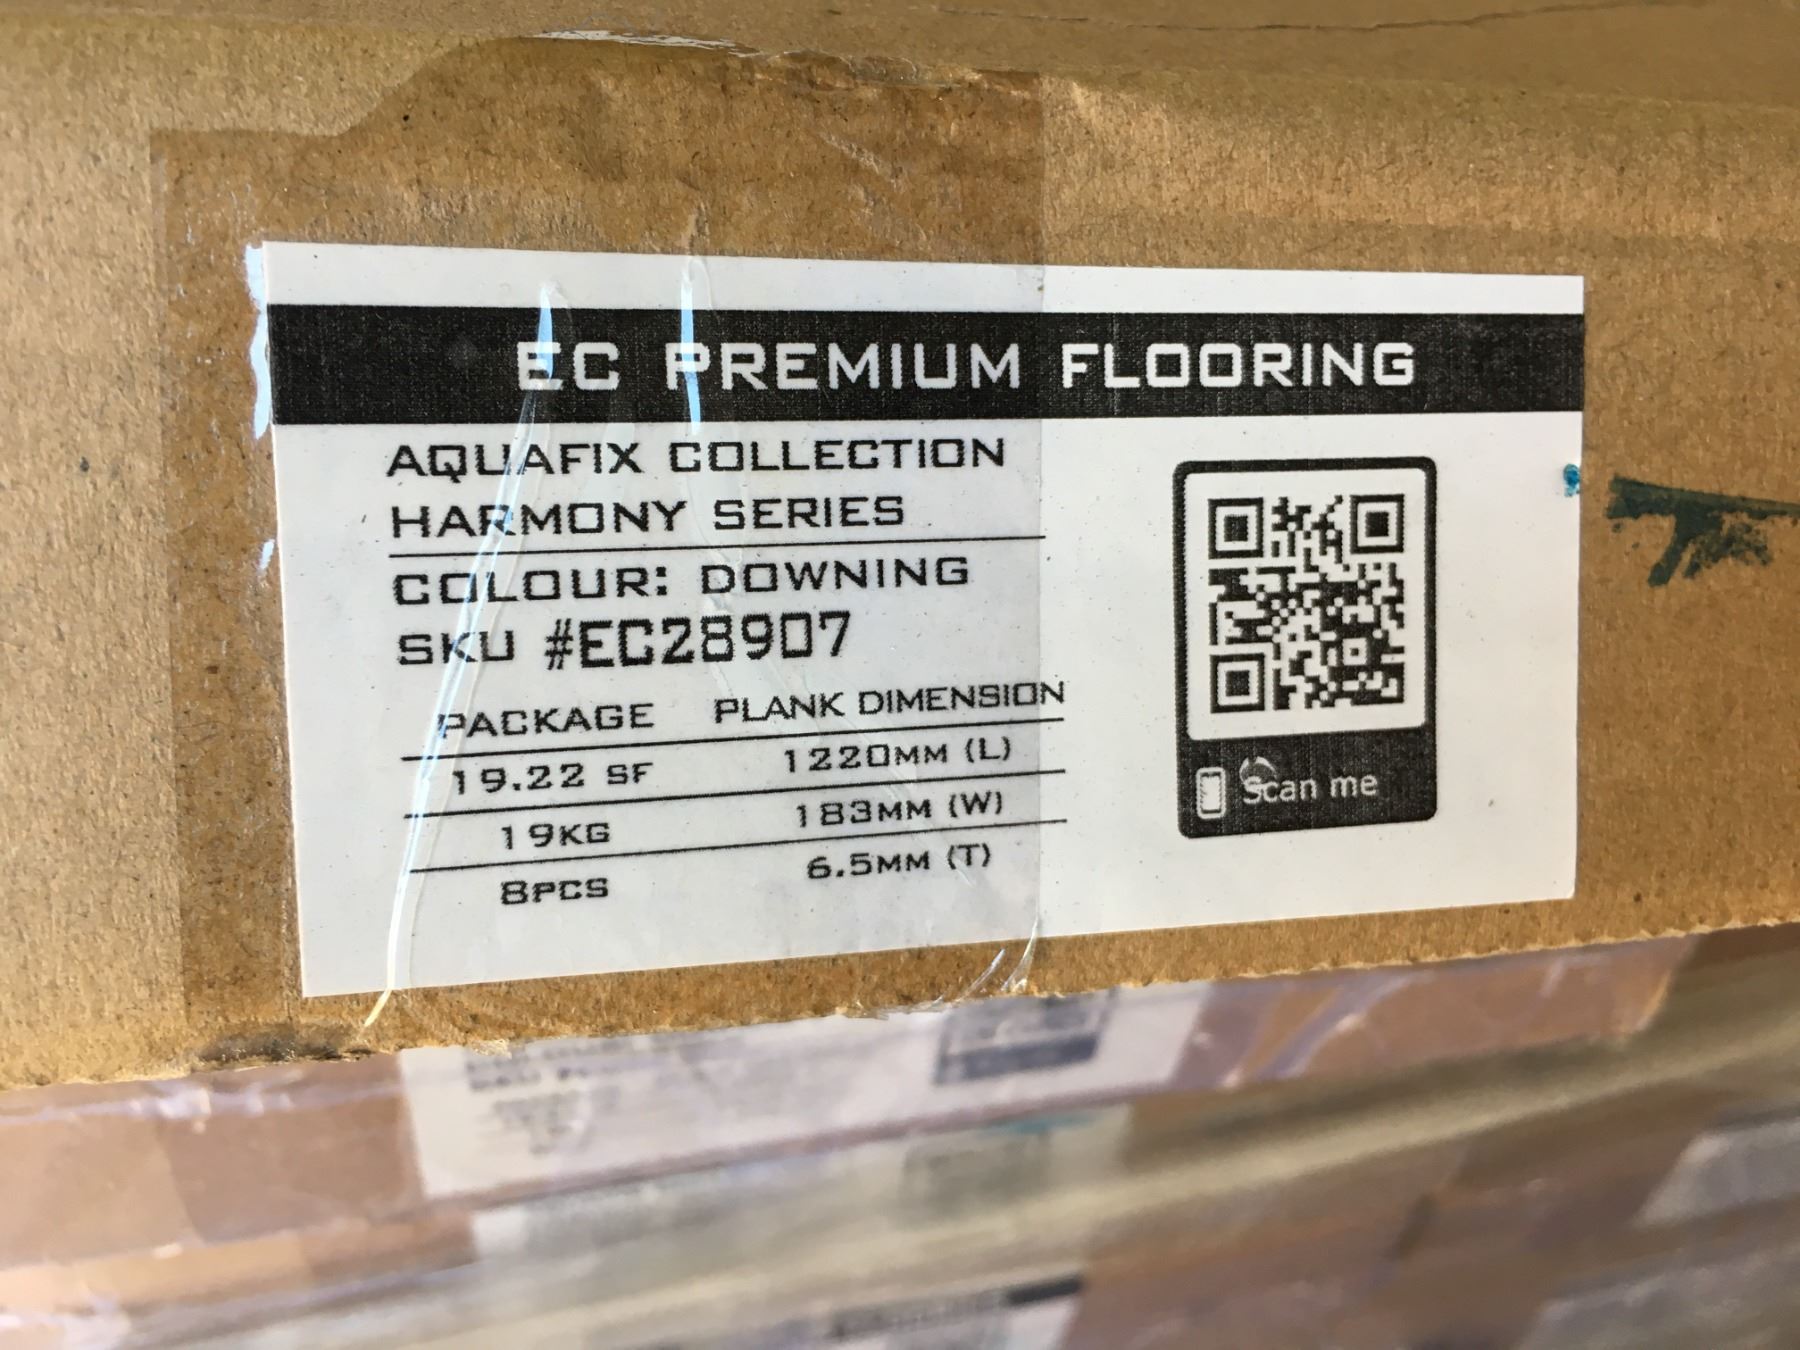 EC PREMIUM FLOORING
AQUAFIX COLLECTION
HARMONY SERIES
COLOUR: DOWNING
SKU #EC28907
PACKAGE PLANK DIMENSION
19.22 SF 1220MM (L)
19KG 183MM (W)
8PCS 6.5MM (T)
Scan me